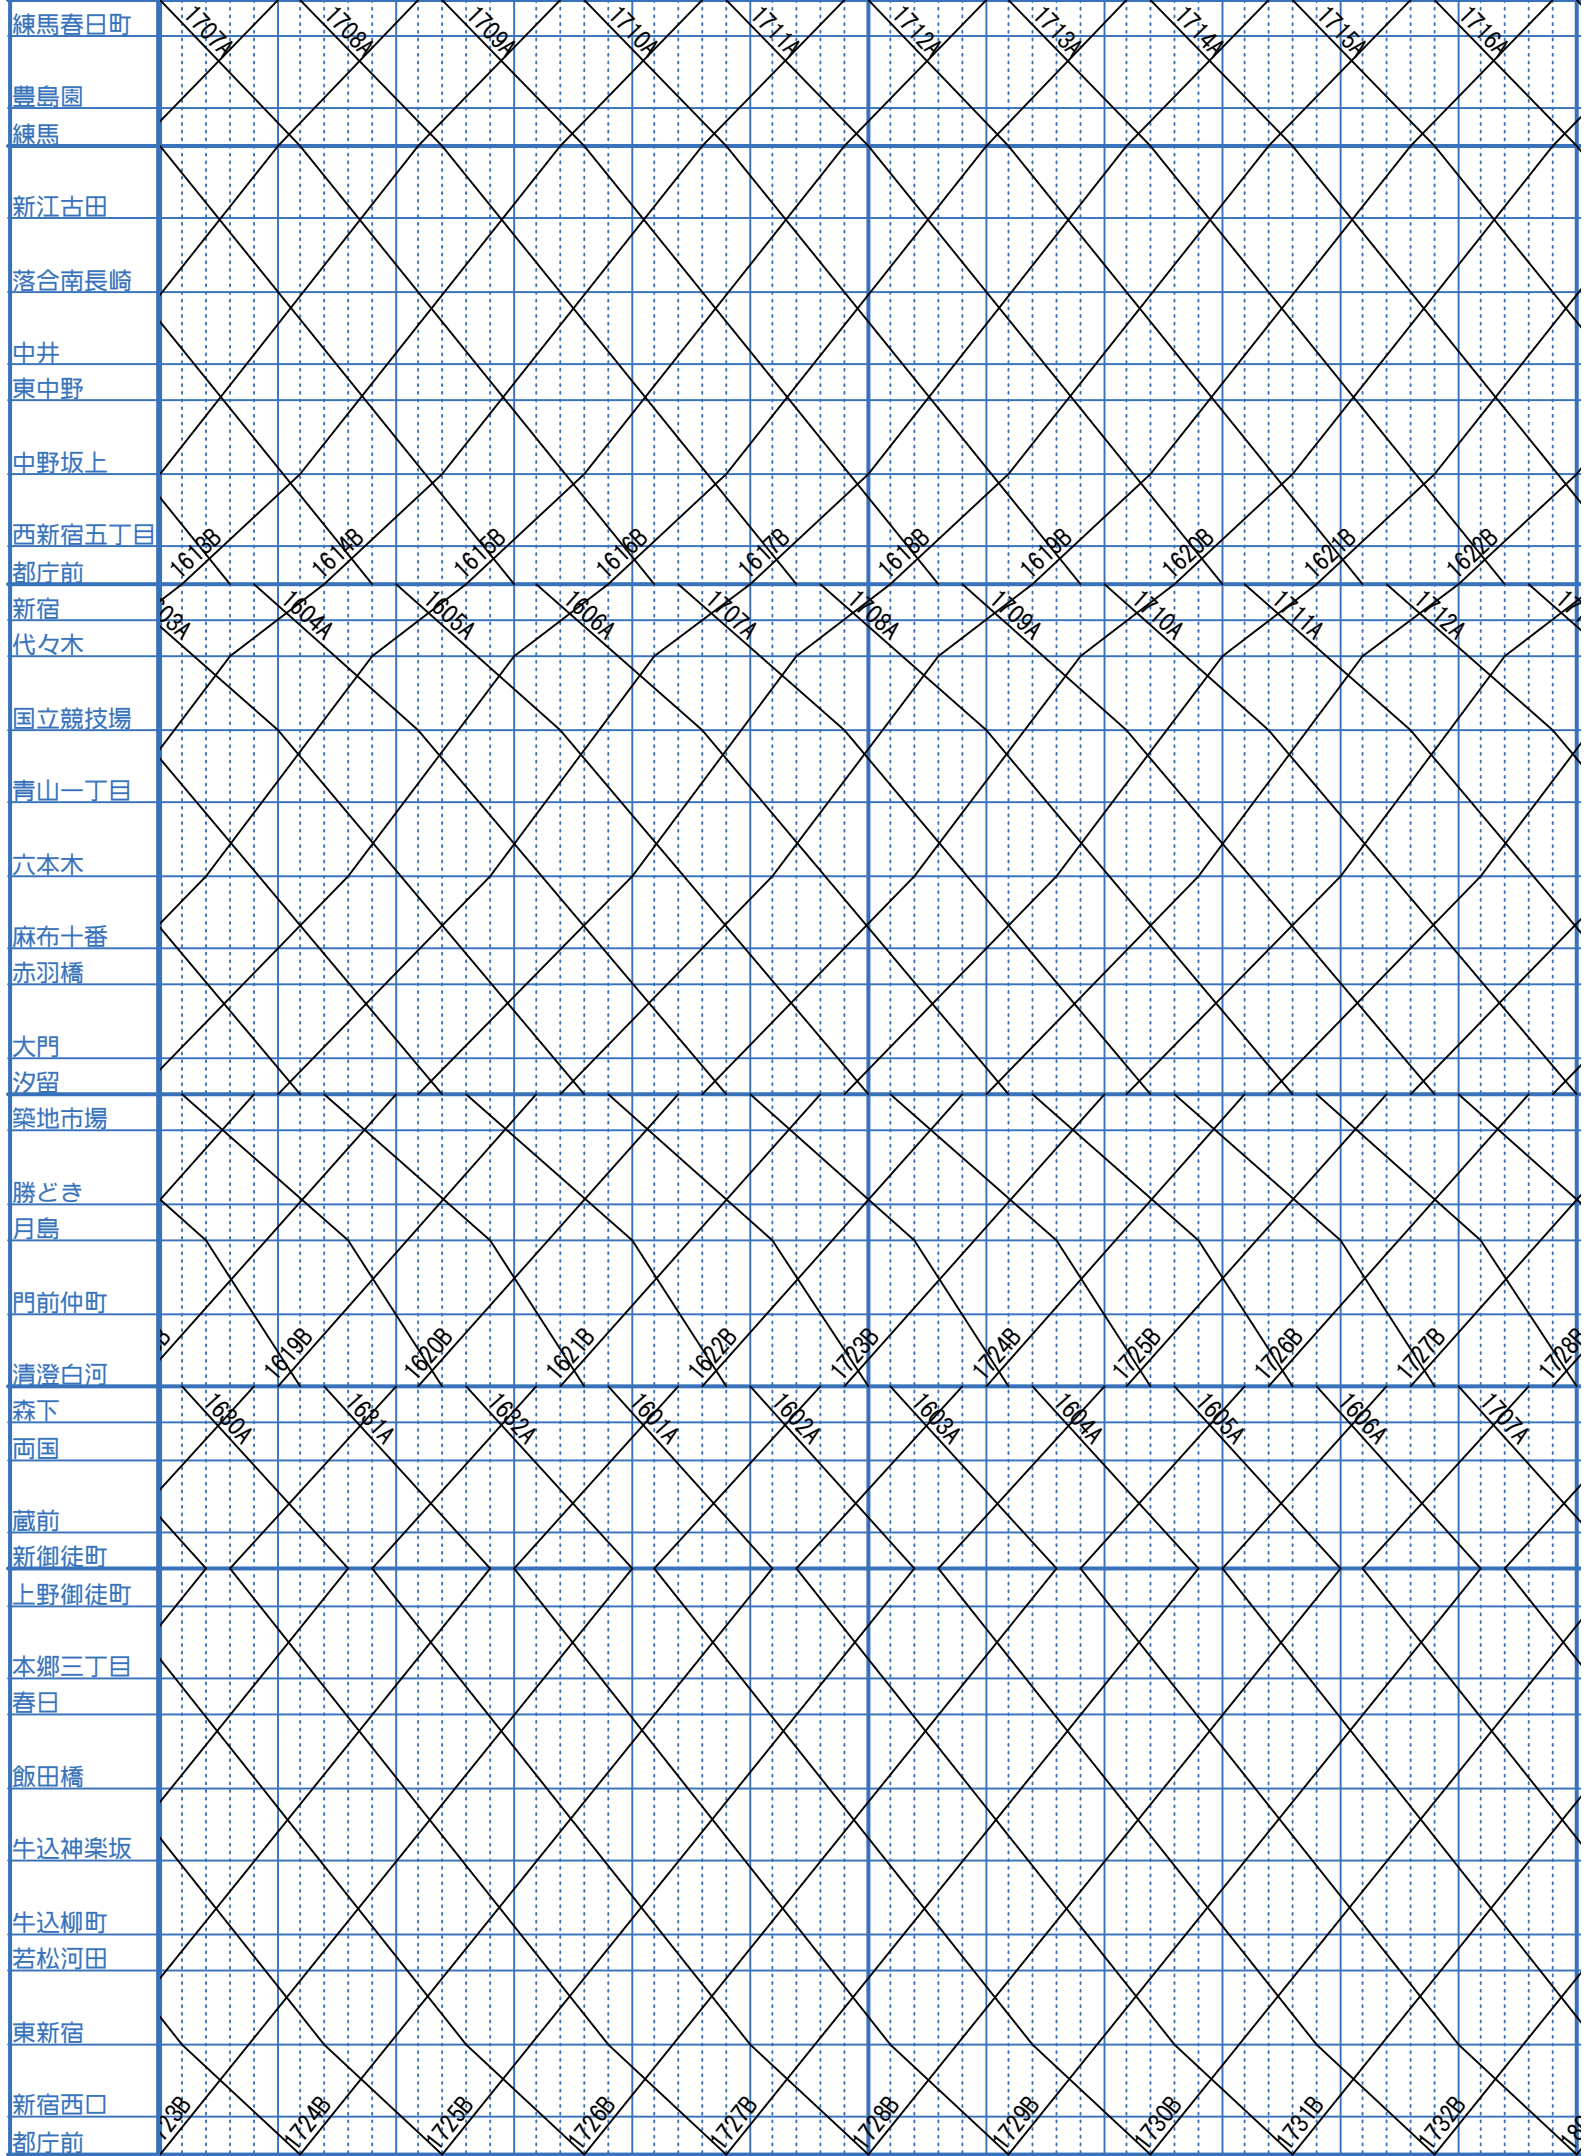 練馬春日町
1707A 1708A 1709A 1710A 1711A 1712A 1713A 1714A 1715A 1716A
豊島園
練馬
新江古田
落合南長崎
中井
東中野
中野坂上
西新宿五丁目
1613B 1614B 1615B 1616B 1617B 1618B 1619B 1620B 1621B 1622B
都庁前
新宿
03A 1604A 1605A 1606A 1707A 1708A 1709A 1710A 1711A 1712A 17
代々木
国立競技場
青山一丁目
六本木
麻布十番
赤羽橋
大門
汐留
築地市場
勝どき
月島
門前仲町
B 1619B 1620B 1621B 1622B 1723B 1724B 1725B 1726B 1727B 1728B
清澄白河
森下
1630A 1631A 1632A 1601A 1602A 1603A 1604A 1605A 1606A 1707A
両国
蔵前
新御徒町
上野御徒町
本郷三丁目
春日
飯田橋
牛込神楽坂
牛込柳町
若松河田
東新宿
新宿西口
723B 1724B 1725B 1726B 1727B 1728B 1729B 1730B 1731B 1732B 180
都庁前